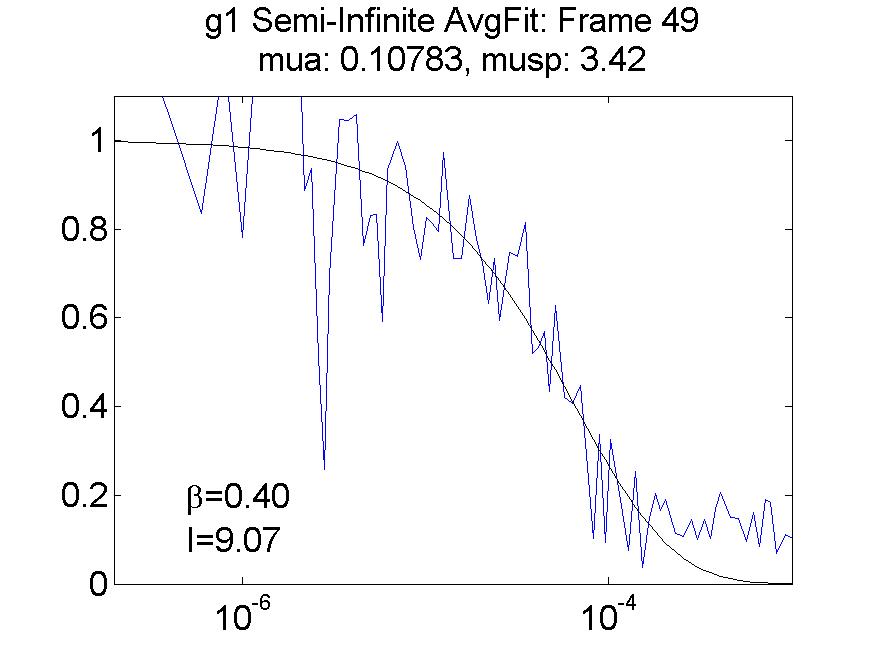 g1 Semi-Infinite AvgFit: Frame 49
mua: 0.10783, musp: 3.42
1
0.8
0.6
0.4
0.2
0
β=0.40
I=9.07
10^-6
10^-4